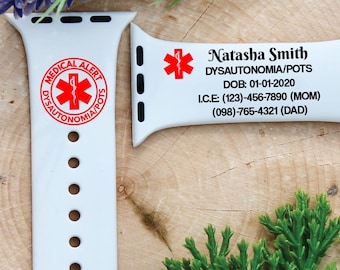 MEDICAL ALERT
DYSAUTONOMIA/POTS
Natasha Smith
DYSAUTONOMIA/POTS
DOB: 01-01-2020
I.C.E: (123)-456-7890 (MOM)
(098)-765-4321 (DAD)